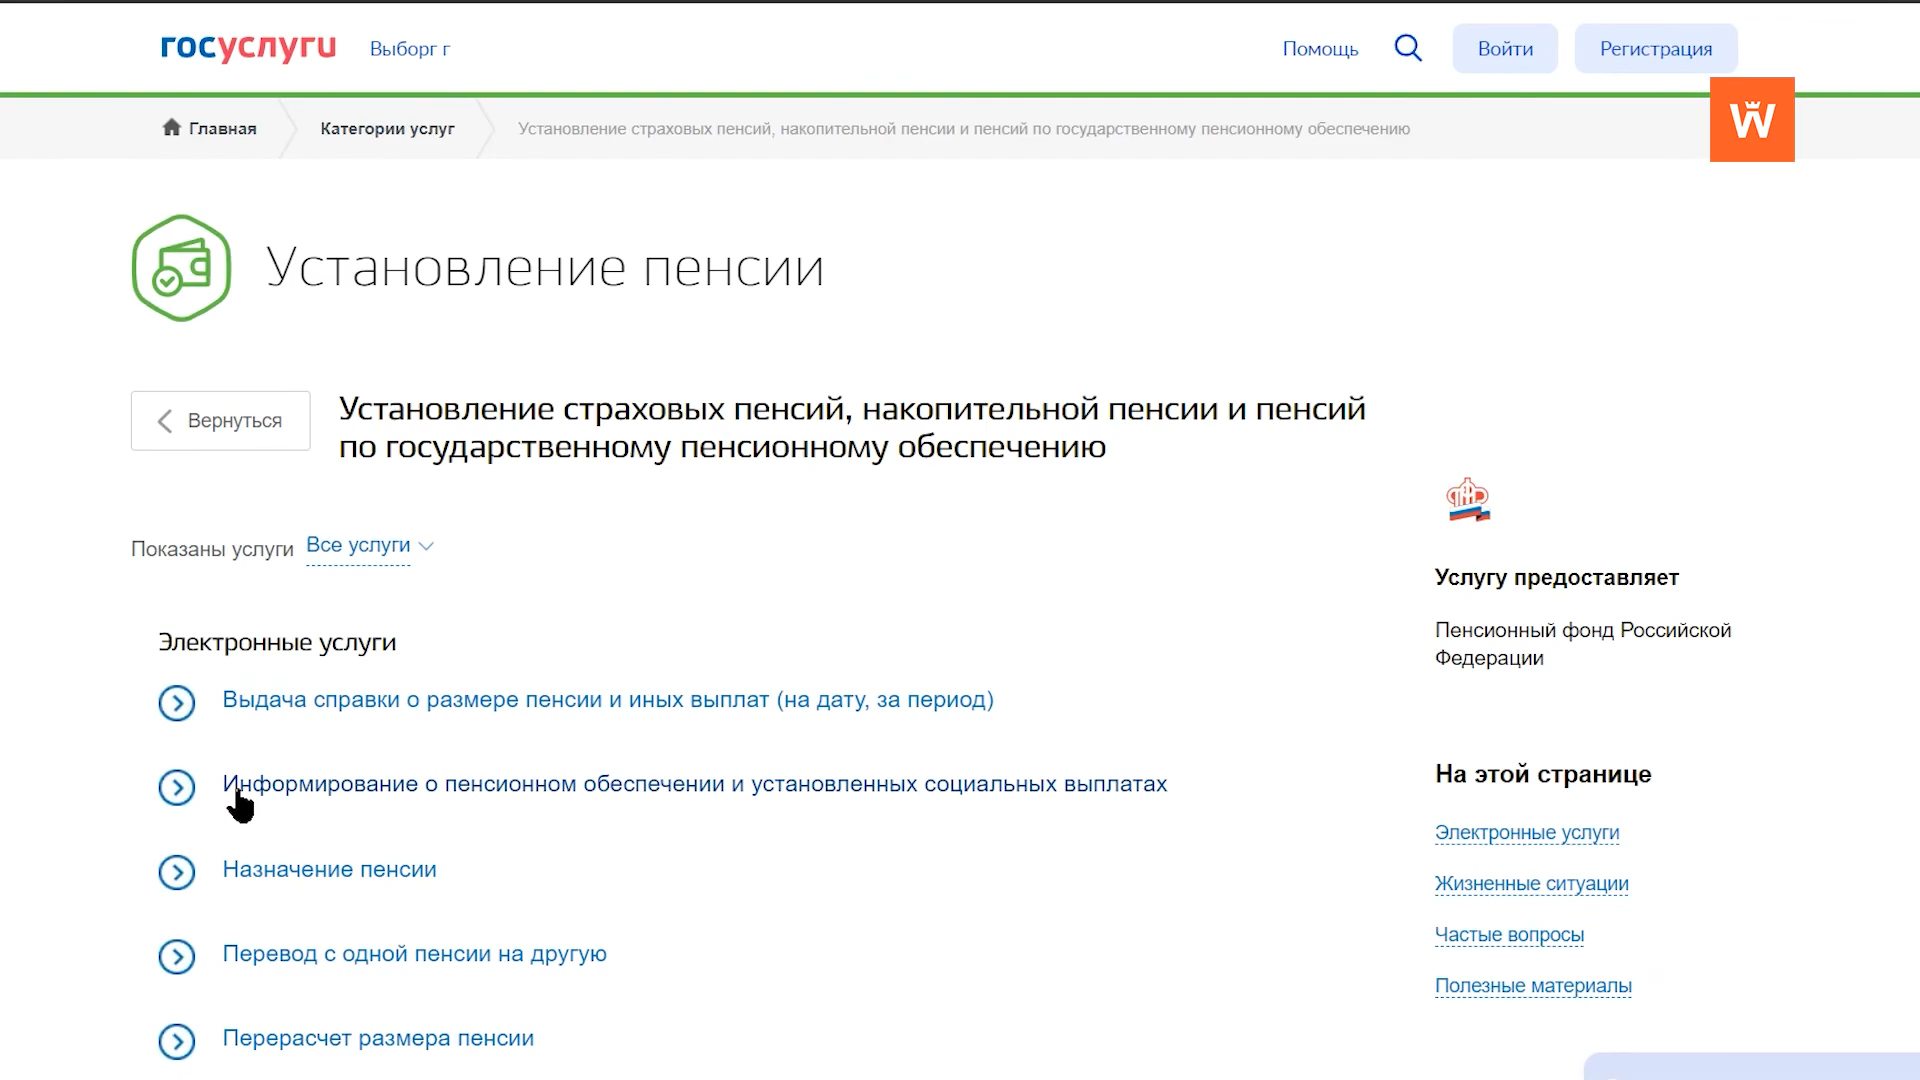 госуслуги
Выборг г
Помощь
Войти
Регистрация
W
Главная
Категории услуг
Установление страховых пенсий, накопительной пенсии и пенсий по государственному пенсионному обеспечению
Установление пенсии
Вернуться
Установление страховых пенсий, накопительной пенсии и пенсий
по государственному пенсионному обеспечению
Показаны услуги Все услуги
Электронные услуги
Выдача справки о размере пенсии и иных выплат (на дату, за период)
Информирование о пенсионном обеспечении и установленных социальных выплатах
Назначение пенсии
Перевод с одной пенсии на другую
Перерасчет размера пенсии
Услугу предоставляет
Пенсионный фонд Российской
Федерации
На этой странице
Электронные услуги
Жизненные ситуации
Частые вопросы
Полезные материалы